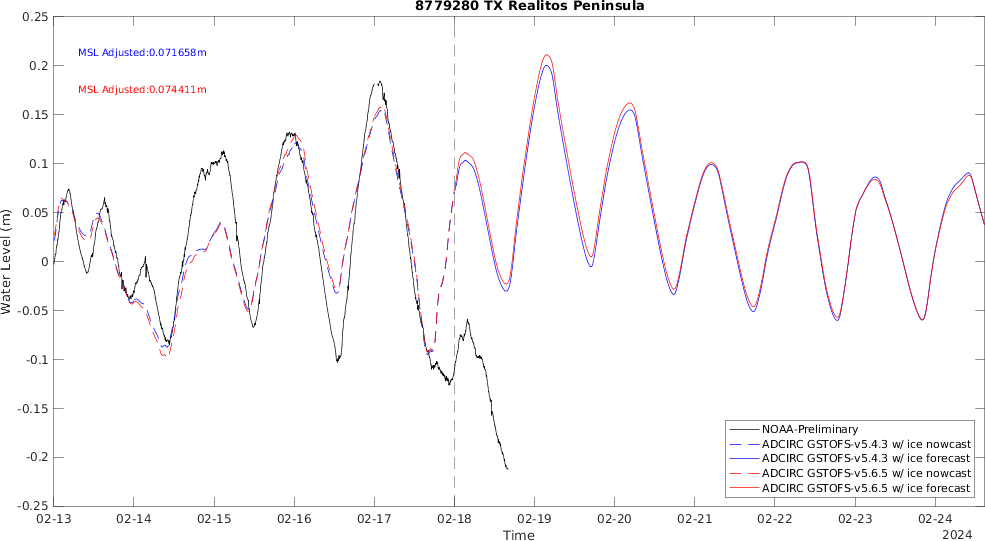 8779280 TX Realitos Peninsula
MSL Adjusted:0.071658m
MSL Adjusted:0.074411m
Water Level (m)
0.25
0.2
0.15
0.1
0.05
0
-0.05
-0.1
-0.15
-0.2
-0.25
NOAA-Preliminary
ADCIRC GSTOFS-v5.4.3 w/ ice nowcast
ADCIRC GSTOFS-v5.4.3 w/ ice forecast
ADCIRC GSTOFS-v5.6.5 w/ ice nowcast
ADCIRC GSTOFS-v5.6.5 w/ ice forecast
02-13 02-14 02-15 02-16 02-17 02-18 02-19 02-20 02-21 02-22 02-23 02-24
Time
2024